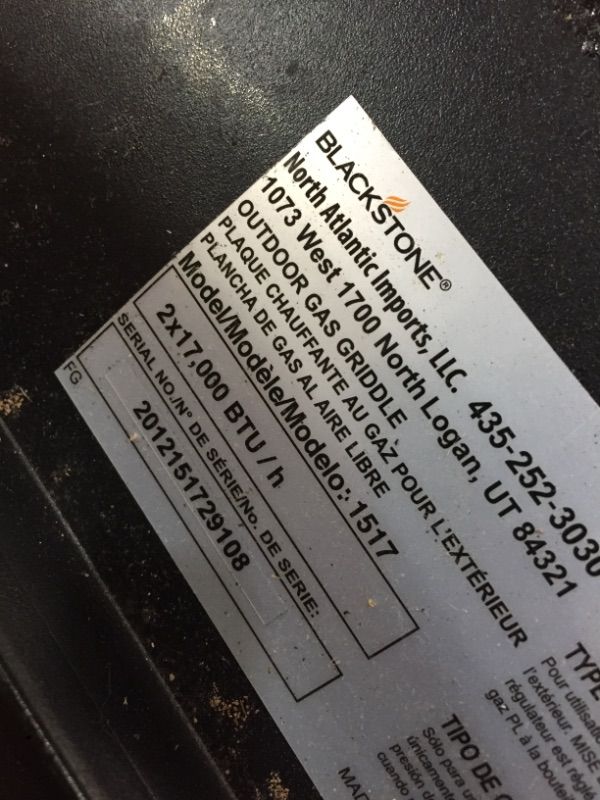 BLACKSTONE®
North Atlantic Imports, LLC. 435-252-3030
1073 West 1700 North Logan, UT 84321
OUTDOOR GAS GRIDDLE
PLAQUE CHAUFFANTE AU GAZ POUR L'EXTÉRIEUR
PLANCHA DE GAS AL AIRE LIBRE
Model/Modèle/Modelo: 1517
2x17,000 BTU / h
SERIAL NO./N° DE SÉRIE/No. DE SERIE:
2012151729108
FG
TYPE
Pour utilisation
l'extérieur. MISE
régulateur est réglé
gaz PL à la bouteille
TIPO DE
Sólo para
únicamente
presión
cuando